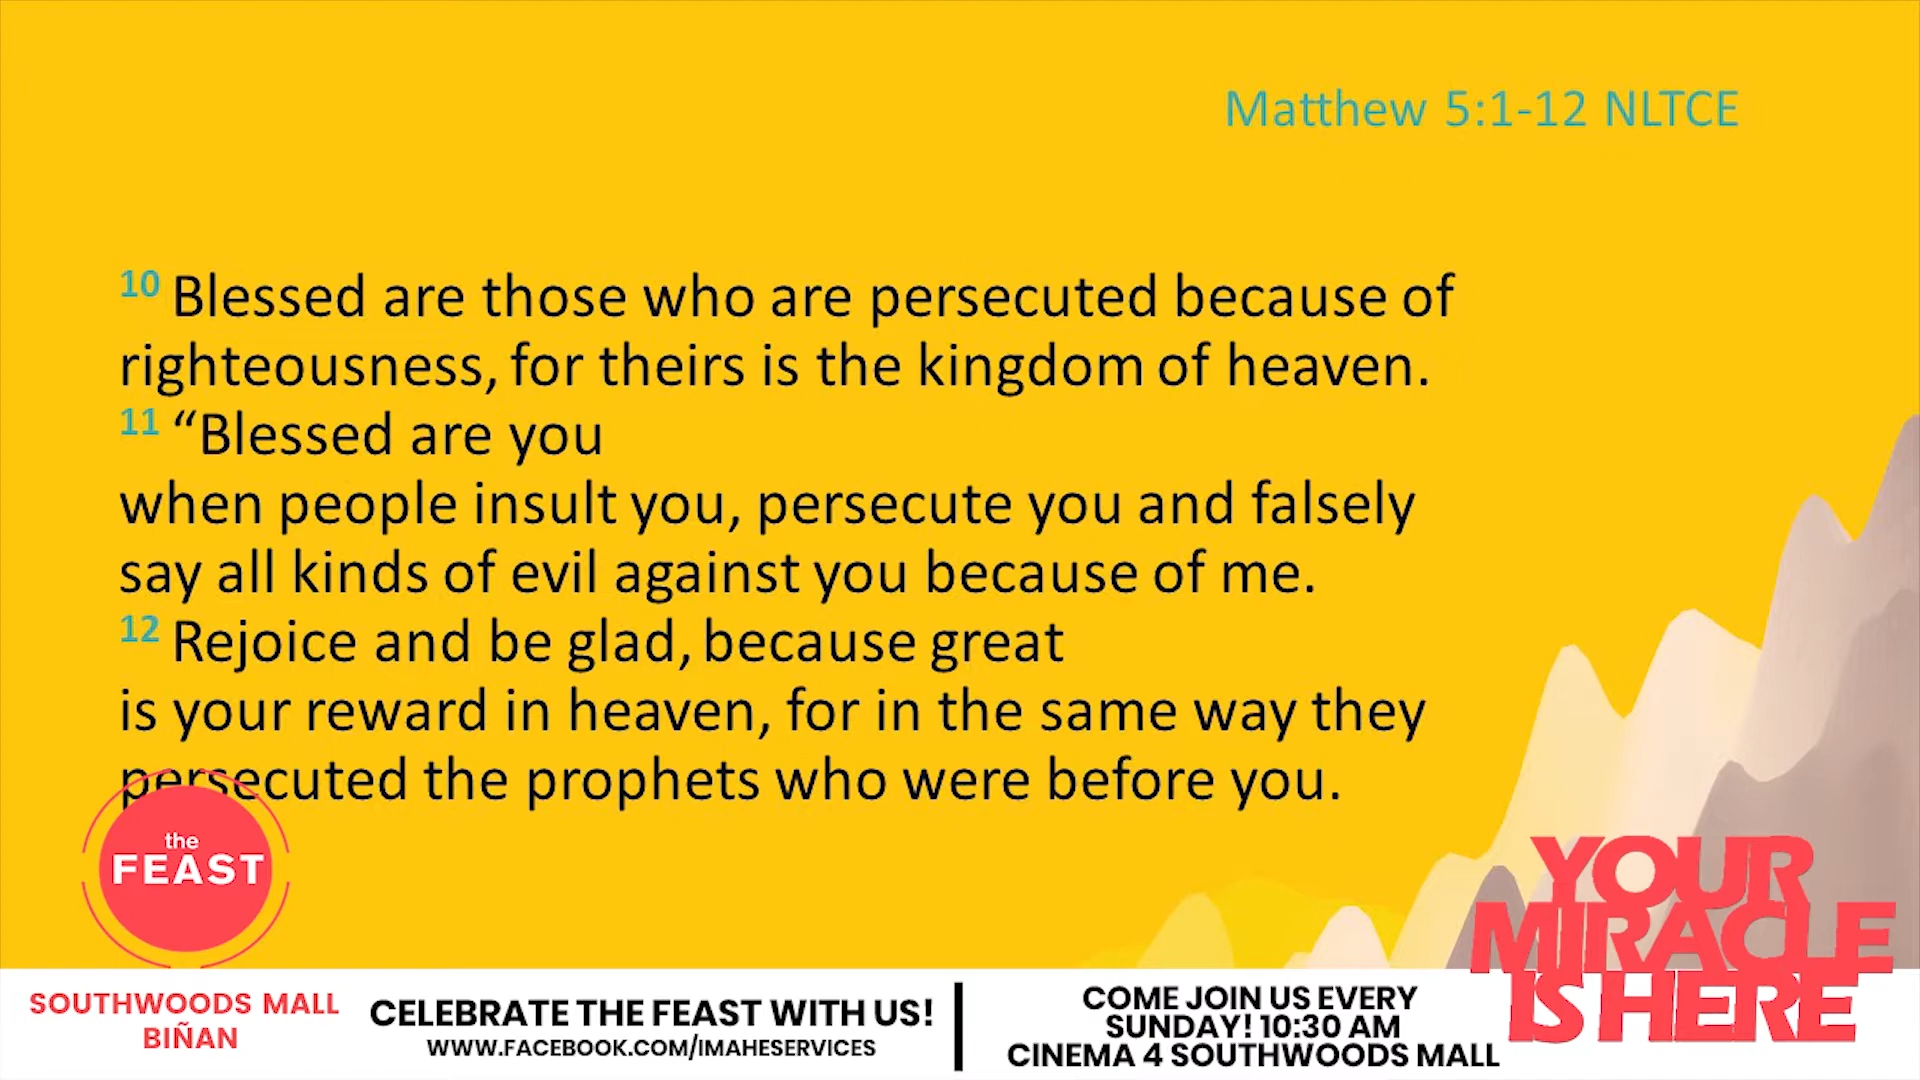 Matthew 5:1-12 NLTCE
10 Blessed are those who are persecuted because of
righteousness, for theirs is the kingdom of heaven.
11 “Blessed are you
when people insult you, persecute you and falsely
say all kinds of evil against you because of me.
12 Rejoice and be glad, because great
is your reward in heaven, for in the same way they
persecuted the prophets who were before you.
the
FEAST
YOUR
MIRACLE
IS HERE
SOUTHWOODS MALL
BIÑAN
CELEBRATE THE FEAST WITH US!
WWW.FACEBOOK.COM/IMAHESERVICES
COME JOIN US EVERY
SUNDAY! 10:30 AM
CINEMA 4 SOUTHWOODS MALL